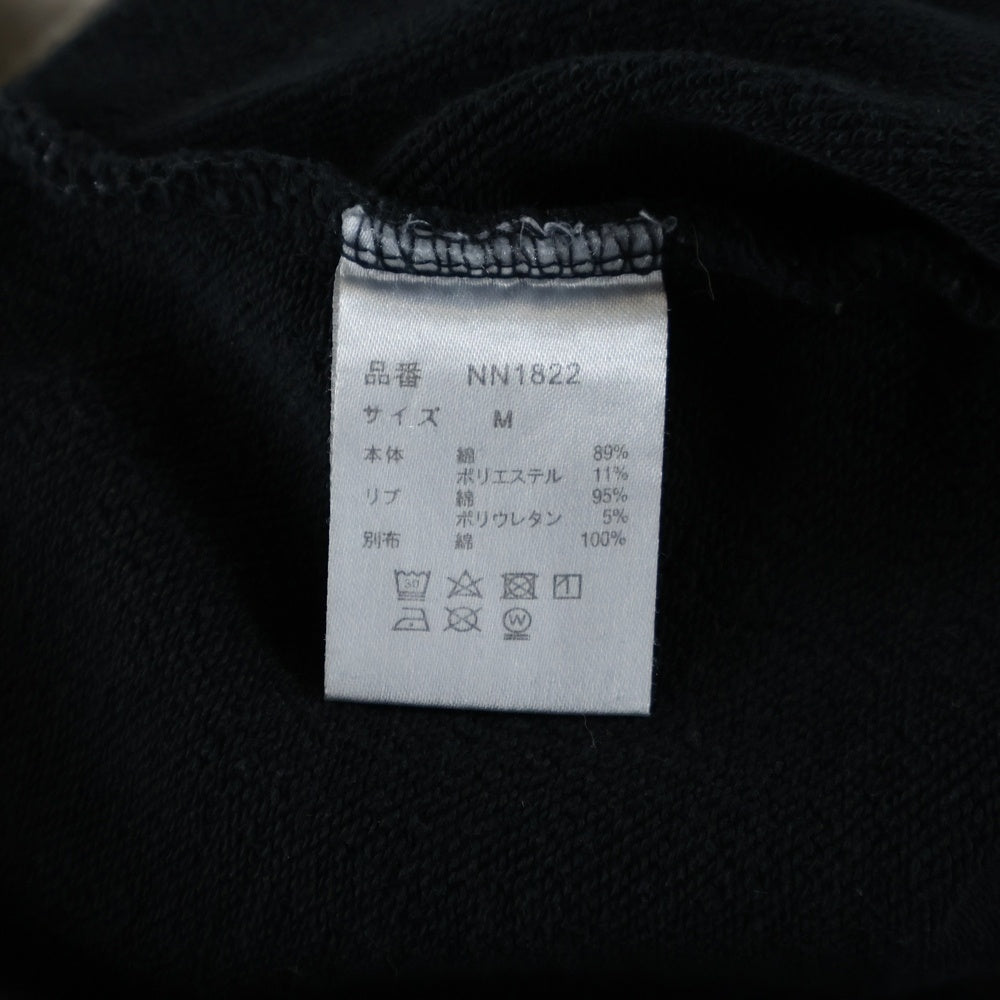 品番 NN1822
サイズ M
本体 綿 89%
ポリエステル 11%
リブ 綿 95%
ポリウレタン 5%
別布 綿 100%
30
W